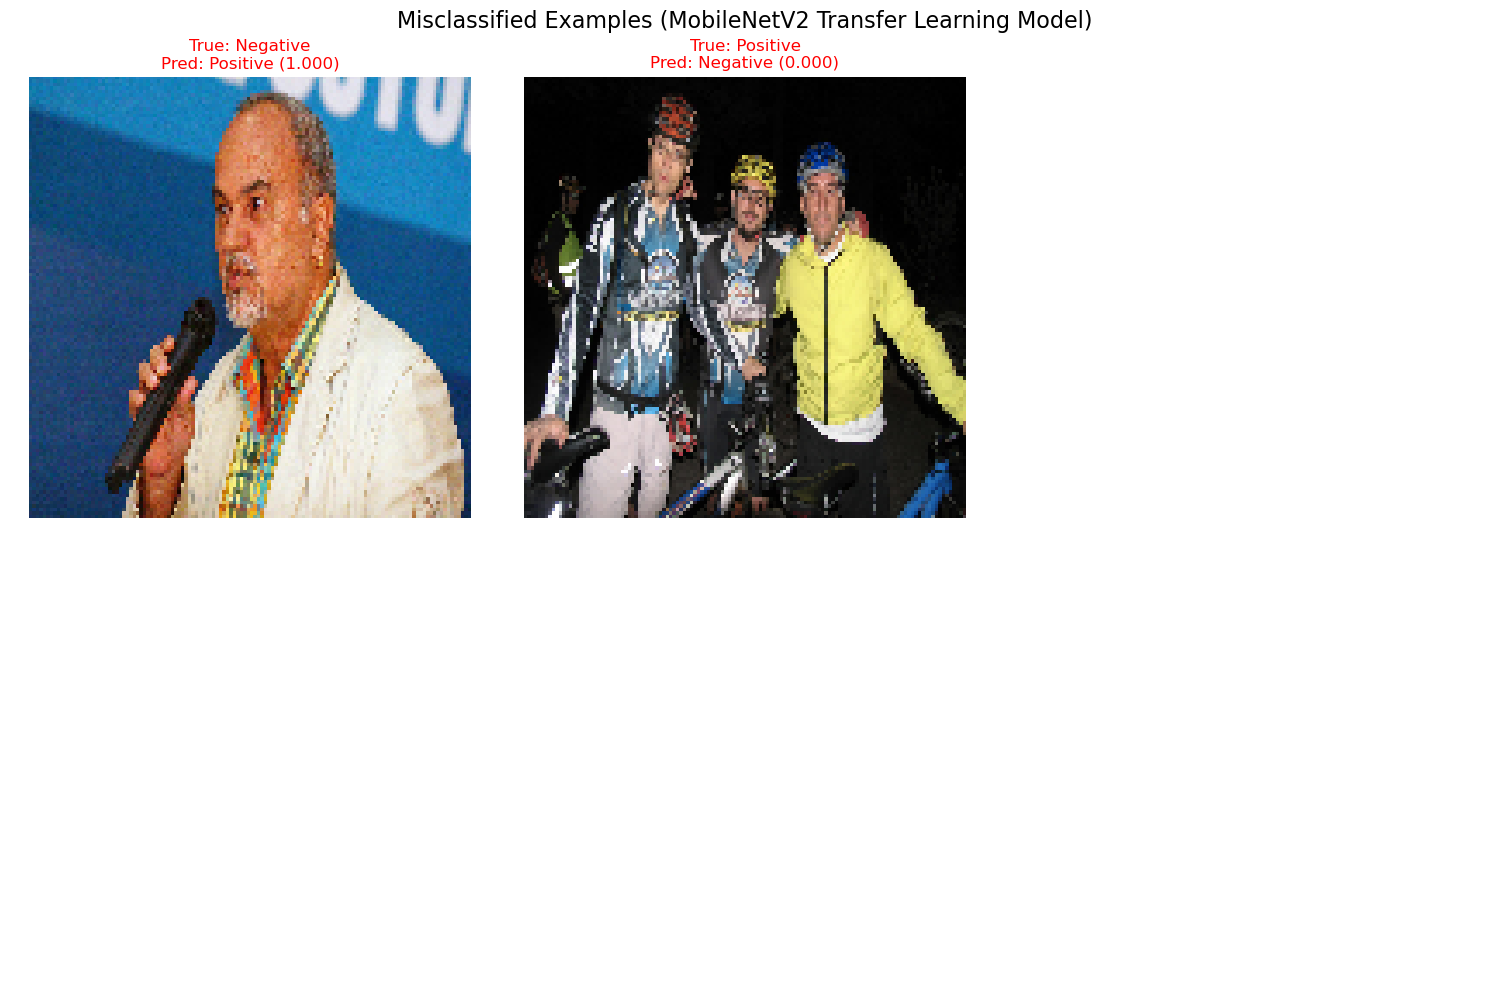 Misclassified Examples (MobileNetV2 Transfer Learning Model)
True: Negative
Pred: Positive (1.000)
True: Positive
Pred: Negative (0.000)